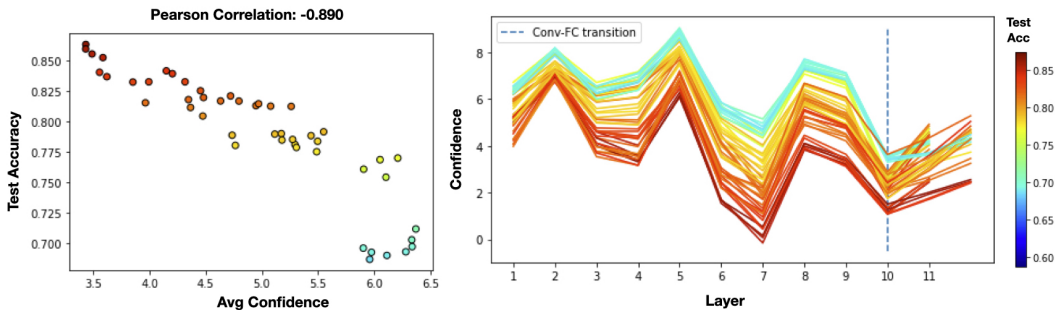 Pearson Correlation: -0.890
Test Accuracy
0.850
0.825
0.800
0.775
0.750
0.725
0.700
3.5 4.0 4.5 5.0 5.5 6.0 6.5
Avg Confidence
Conv-FC transition
Confidence
8
6
4
2
0
1 2 3 4 5 6 7 8 9 10 11
Layer
Test
Acc
0.85
0.80
0.75
0.70
0.65
0.60